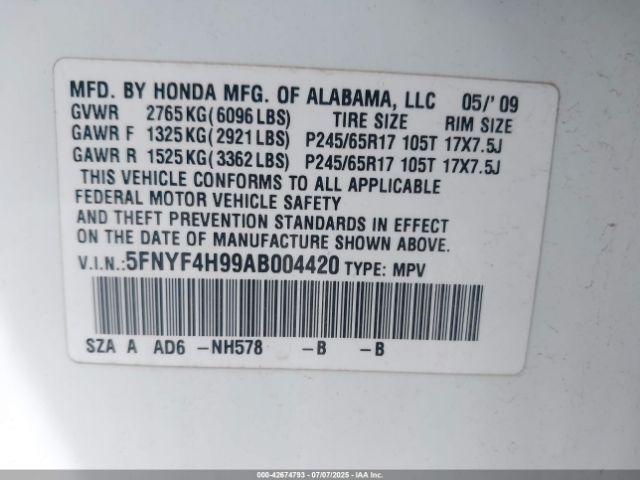 MFD. BY HONDA MFG. OF ALABAMA, LLC 05/'09
GVWR 2765KG(6096LBS) TIRE SIZE RIM SIZE
GAWR F 1325KG(2921LBS) P245/65R17 105T 17X7.5J
GAWR R 1525KG(3362LBS) P245/65R17 105T 17X7.5J
THIS VEHICLE CONFORMS TO ALL APPLICABLE
FEDERAL MOTOR VEHICLE SAFETY
AND THEFT PREVENTION STANDARDS IN EFFECT
ON THE DATE OF MANUFACTURE SHOWN ABOVE.
V.I.N.:5FNYF4H99AB004420 TYPE: MPV
SZA A AD6 -NH578 -B -B
000-42674793 - 07/07/2025 - IAAI.COM